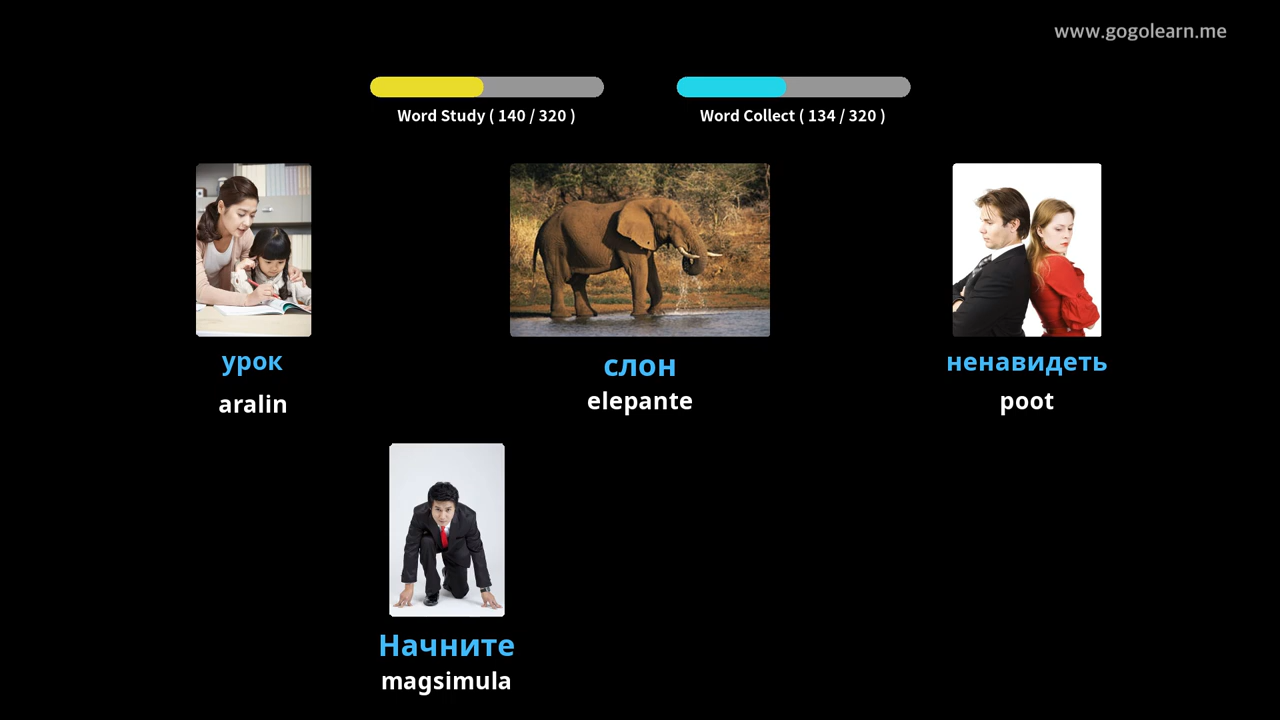 www.gogolearn.me
Word Study ( 140 / 320 )
Word Collect ( 134 / 320 )
урок
aralin
слон
elepante
ненавидеть
poot
Начните
magsimula